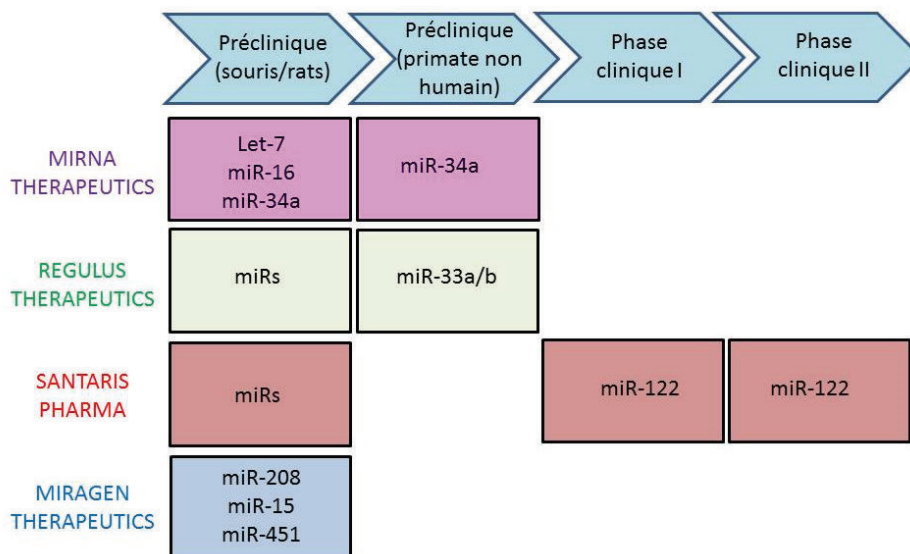 Préclinique
(souris/rats)
Préclinique
(primate non
humain)
Phase
clinique I
Phase
clinique II
MIRNA
THERAPEUTICS
Let-7
miR-16
miR-34a
miR-34a
REGULUS
THERAPEUTICS
miRs
miR-33a/b
SANTARIS
PHARMA
miRs
miR-122
miR-122
MIRAGEN
THERAPEUTICS
miR-208
miR-15
miR-451